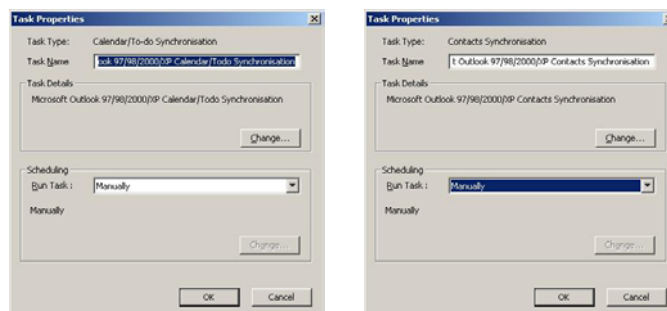 Task Properties
Task Type: Calendar/To-do Synchronisation
Task Name ook 97/98/2000/XP Calendar/Todo Synchronisation
Task Details
Microsoft Outlook 97/98/2000/XP Calendar/Todo Synchronisation
Change...
Scheduling
Run Task : Manually
Manually
Change...
OK Cancel
Task Properties
Task Type: Contacts Synchronisation
Task Name t Outlook 97/98/2000/XP Contacts Synchronisation
Task Details
Microsoft Outlook 97/98/2000/XP Contacts Synchronisation
Change...
Scheduling
Run Task : Manually
Manually
Change...
OK Cancel